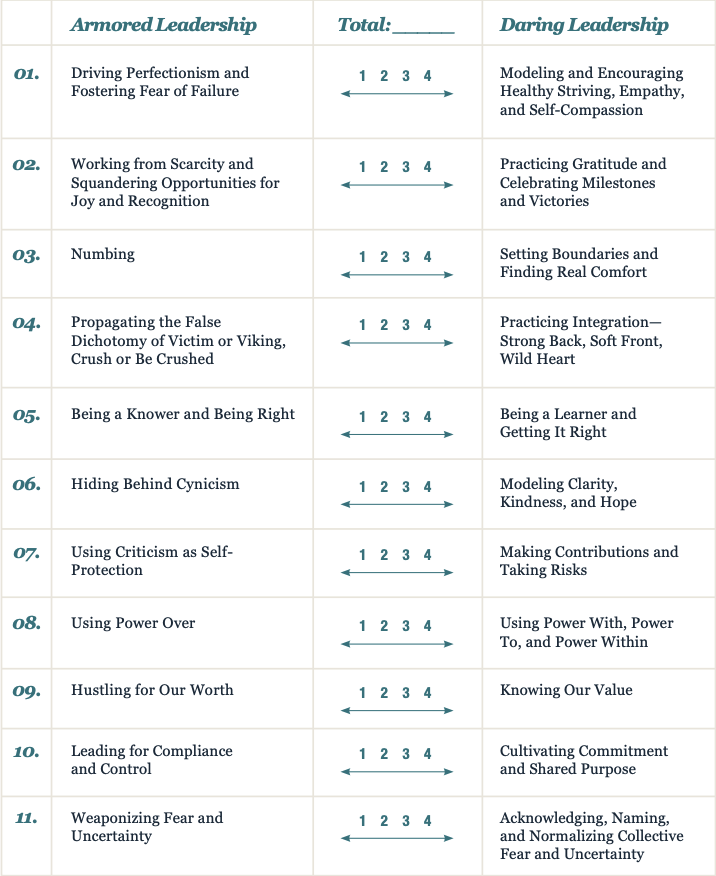 Armored Leadership Total:______ Daring Leadership
01. Driving Perfectionism and 1 2 3 4 Modeling and Encouraging
Fostering Fear of Failure Healthy Striving, Empathy,
and Self-Compassion
02. Working from Scarcity and 1 2 3 4 Practicing Gratitude and
Squandering Opportunities for Celebrating Milestones
Joy and Recognition and Victories
03. Numbing 1 2 3 4 Setting Boundaries and
Finding Real Comfort
04. Propagating the False 1 2 3 4 Practicing Integration—
Dichotomy of Victim or Viking, Strong Back, Soft Front,
Crush or Be Crushed Wild Heart
05. Being a Knower and Being Right 1 2 3 4 Being a Learner and
Getting It Right
06. Hiding Behind Cynicism 1 2 3 4 Modeling Clarity,
Kindness, and Hope
07. Using Criticism as Self- 1 2 3 4 Making Contributions and
Protection Taking Risks
08. Using Power Over 1 2 3 4 Using Power With, Power
To, and Power Within
09. Hustling for Our Worth 1 2 3 4 Knowing Our Value
10. Leading for Compliance 1 2 3 4 Cultivating Commitment
and Control and Shared Purpose
11. Weaponizing Fear and 1 2 3 4 Acknowledging, Naming,
Uncertainty and Normalizing Collective
Fear and Uncertainty